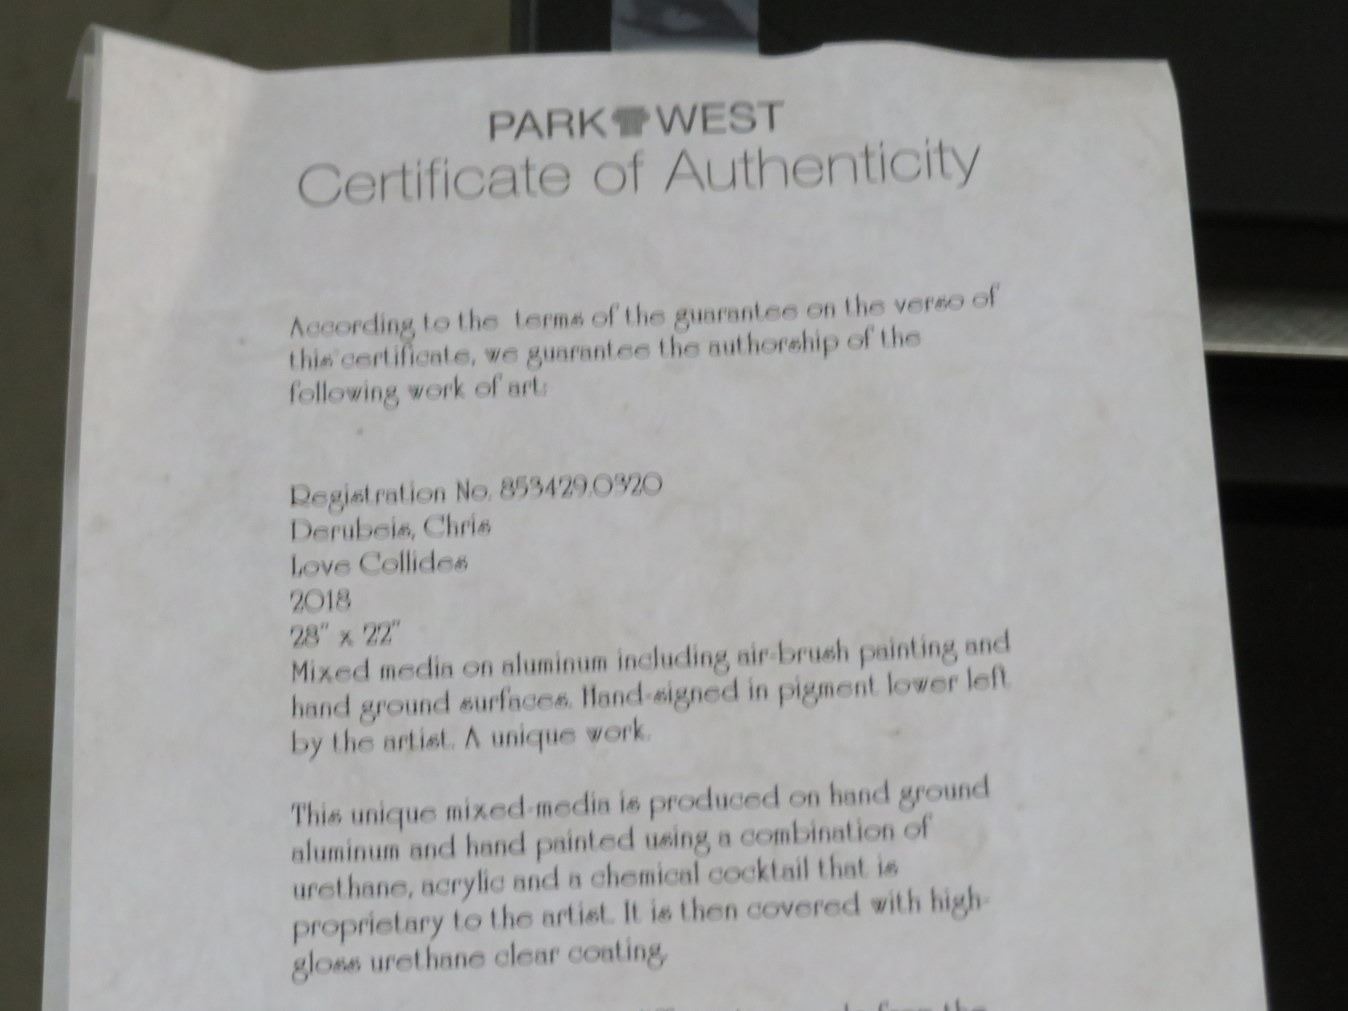 PARK WEST
Certificate of Authenticity
According to the terms of the guarantee on the verso of
this certificate, we guarantee the authorship of the
following work of art:
Registration No. 853429.0320
Derubeis, Chris
Love Collides
2018
28" x 22"
Mixed media on aluminum including air-brush painting and
hand ground surfaces. Hand-signed in pigment lower left
by the artist. A unique work.
This unique mixed-media is produced on hand ground
aluminum and hand painted using a combination of
urethane, acrylic and a chemical cocktail that is
proprietary to the artist. It is then covered with high-
gloss urethane clear coating.
from the